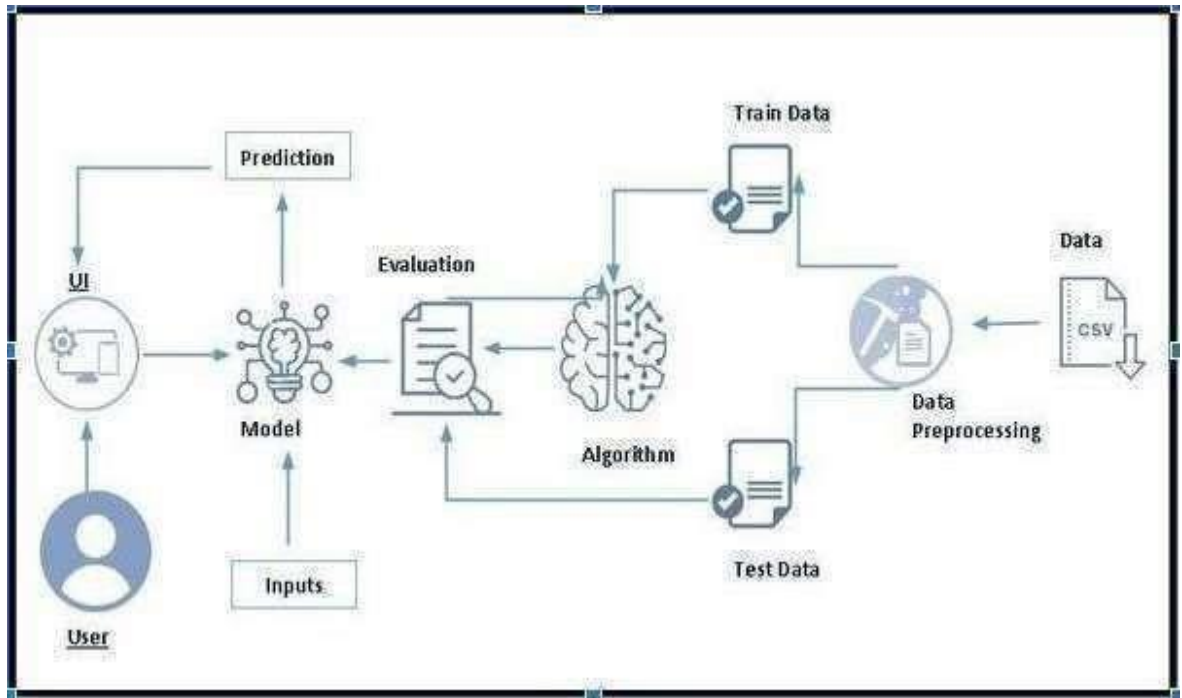 Train Data
Prediction
Data
Evaluation
UI
CSV
Model
Data
Preprocessing
Algorithm
Test Data
Inputs
User